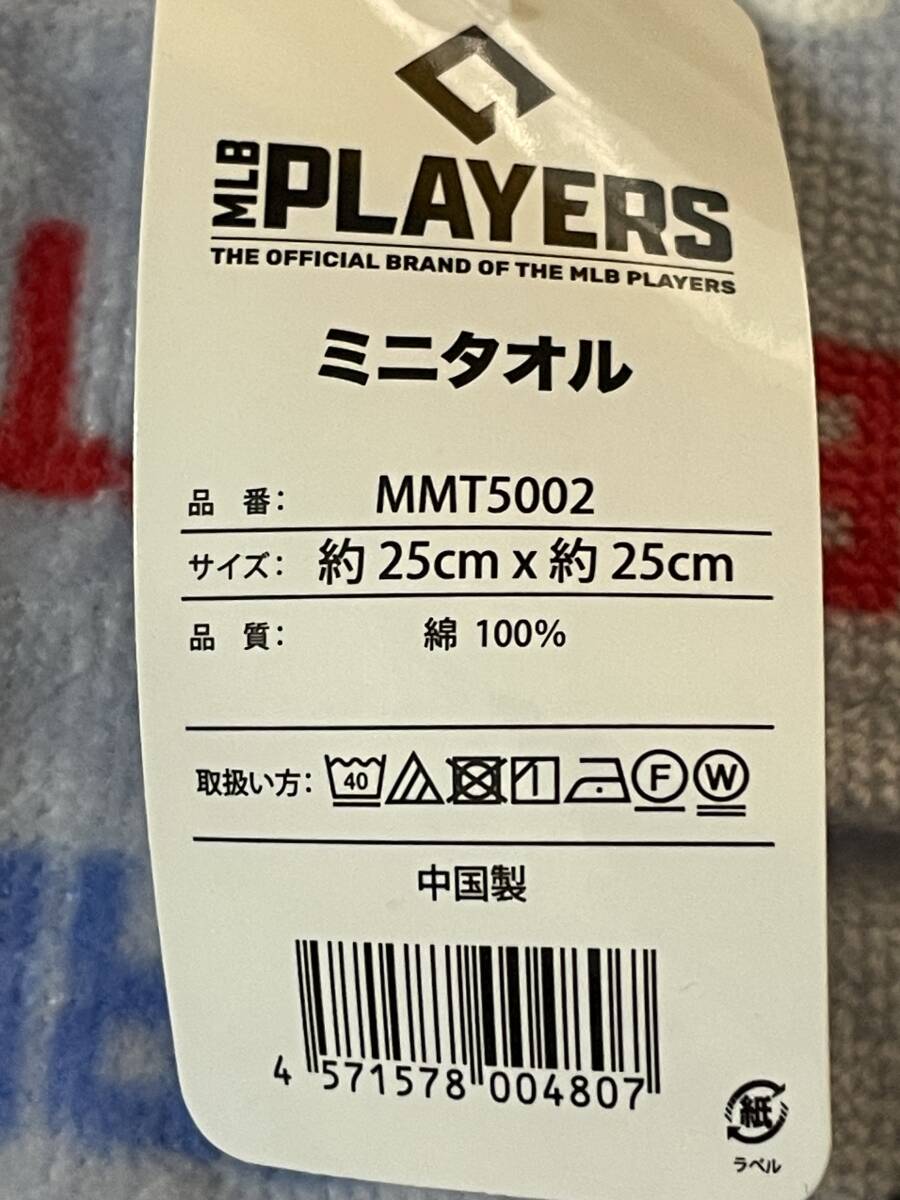 MLB PLAYERS
THE OFFICIAL BRAND OF THE MLB PLAYERS
ミニタオル
品 番: MMT5002
サイズ: 約 25cm x 約 25cm
品 質: 綿 100%
取扱い方: 40 F W
中国製
4 571578 004807
紙
ラベル